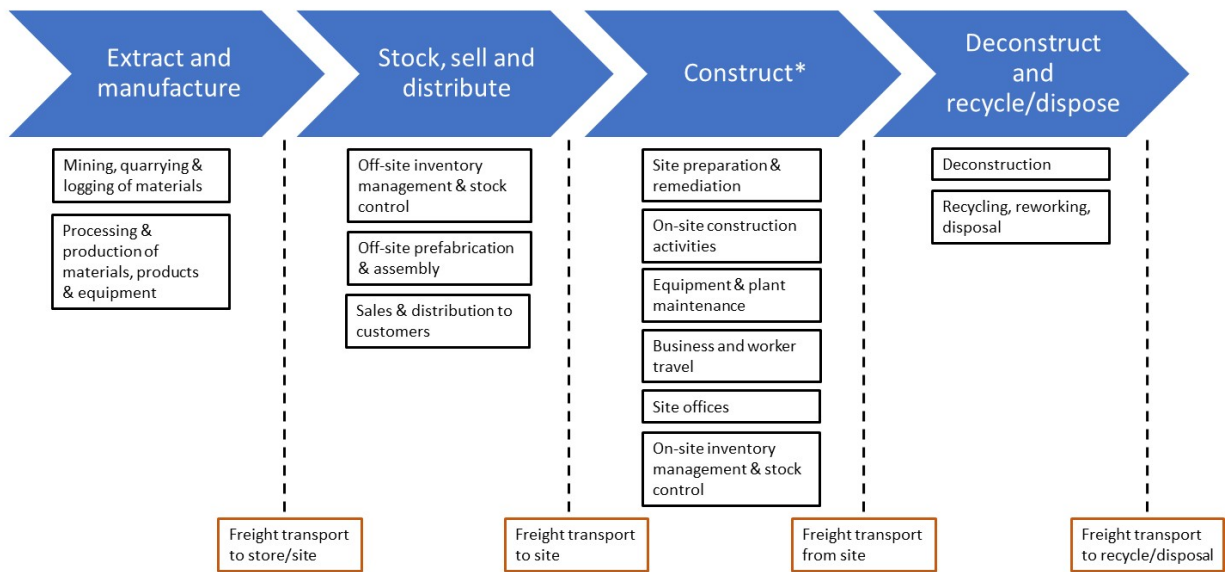 Extract and
manufacture
Stock, sell and
distribute
Construct*
Deconstruct
and
recycle/dispose
Mining, quarrying &
logging of materials
Processing &
production of
materials, products
& equipment
Off-site inventory
management & stock
control
Off-site prefabrication
& assembly
Sales & distribution to
customers
Site preparation &
remediation
On-site construction
activities
Equipment & plant
maintenance
Business and worker
travel
Site offices
On-site inventory
management & stock
control
Deconstruction
Recycling, reworking,
disposal
Freight transport
to store/site
Freight transport
to site
Freight transport
from site
Freight transport
to recycle/disposal